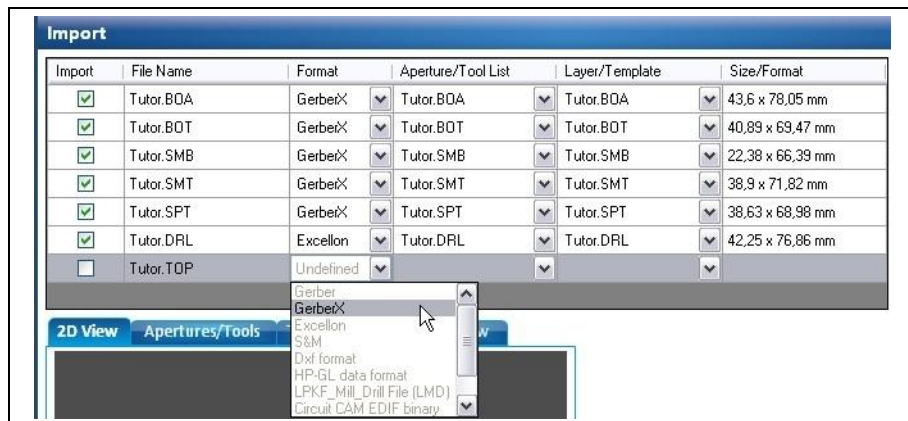 Import
Import File Name Format Aperture/Tool List Layer/Template Size/Format
Tutor.BOA GerberX Tutor.BOA Tutor.BOA 43,6 x 78,05 mm
Tutor.BOT GerberX Tutor.BOT Tutor.BOT 40,89 x 69,47 mm
Tutor.SMB GerberX Tutor.SMB Tutor.SMB 22,38 x 66,39 mm
Tutor.SMT GerberX Tutor.SMT Tutor.SMT 38,9 x 71,82 mm
Tutor.SPT GerberX Tutor.SPT Tutor.SPT 38,63 x 68,98 mm
Tutor.DRL Excellon Tutor.DRL Tutor.DRL 42,25 x 76,86 mm
Tutor.TOP Undefined
Gerber
GerberX
Excellon
S&M
Dxf format
HP-GL data format
LPKF_Mill_Drill File (LMD)
Circuit CAM EDIF binary
2D View Apertures/Tools